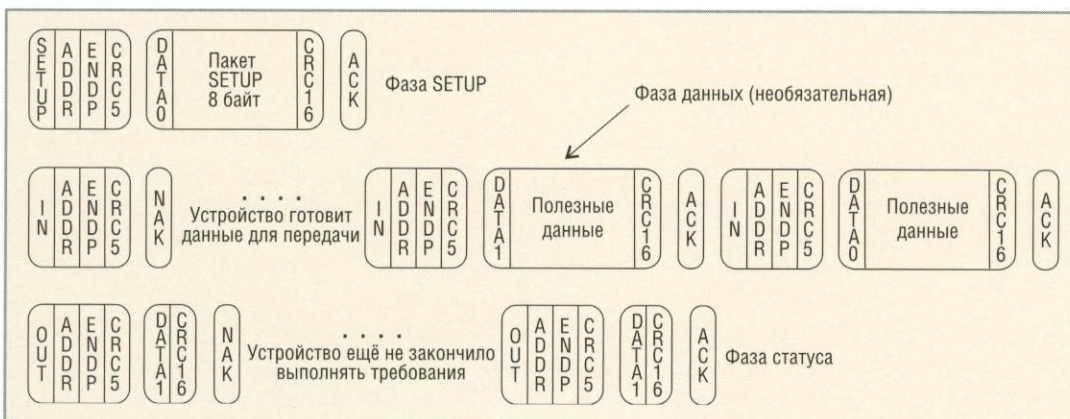 SETUP ADDR ENDP CRC5 DATA0 Пакет SETUP 8 байт CRC16 ACK Фаза SETUP
Фаза данных (необязательная)
IN ADDR ENDP CRC5 NAK . . . . IN ADDR ENDP CRC5 DATA1 Полезные данные CRC16 ACK IN ADDR ENDP CRC5 DATA0 Полезные данные CRC16 ACK
Устройство готовит
данные для передачи
OUT ADDR ENDP CRC5 DATA1 CRC16 NAK . . . . OUT ADDR ENDP CRC5 DATA1 CRC16 ACK Фаза статуса
Устройство ещё не закончило
выполнять требования